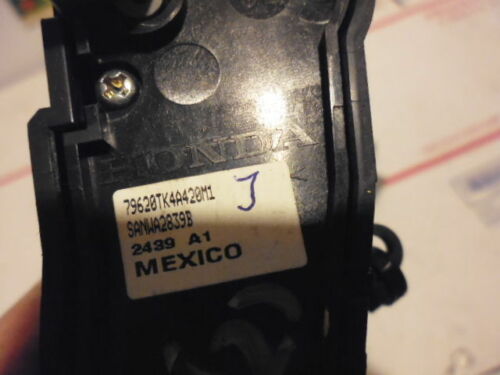 HONDA
79620TK4A420M1
J
SANWA2839B
2439 A1
MEXICO